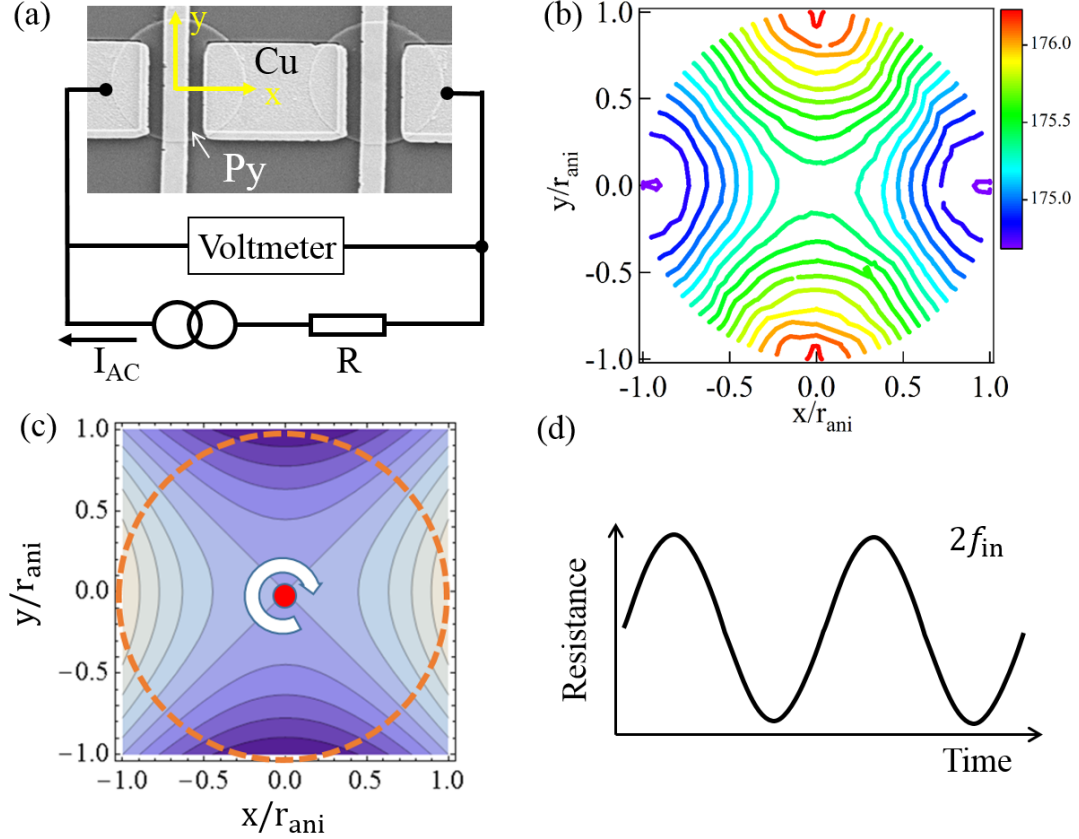 (a)
y
Cu
x
Py
Voltmeter
I_AC
R
(b)
y/r_ani
1.0
0.5
0.0
-0.5
-1.0
-1.0 -0.5 0.0 0.5 1.0
x/r_ani
176.0
175.5
175.0
(c)
y/r_ani
1.0
0.5
0.0
−0.5
−1.0
−1.0 −0.5 0.0 0.5 1.0
x/r_ani
(d)
2f_in
Resistance
Time